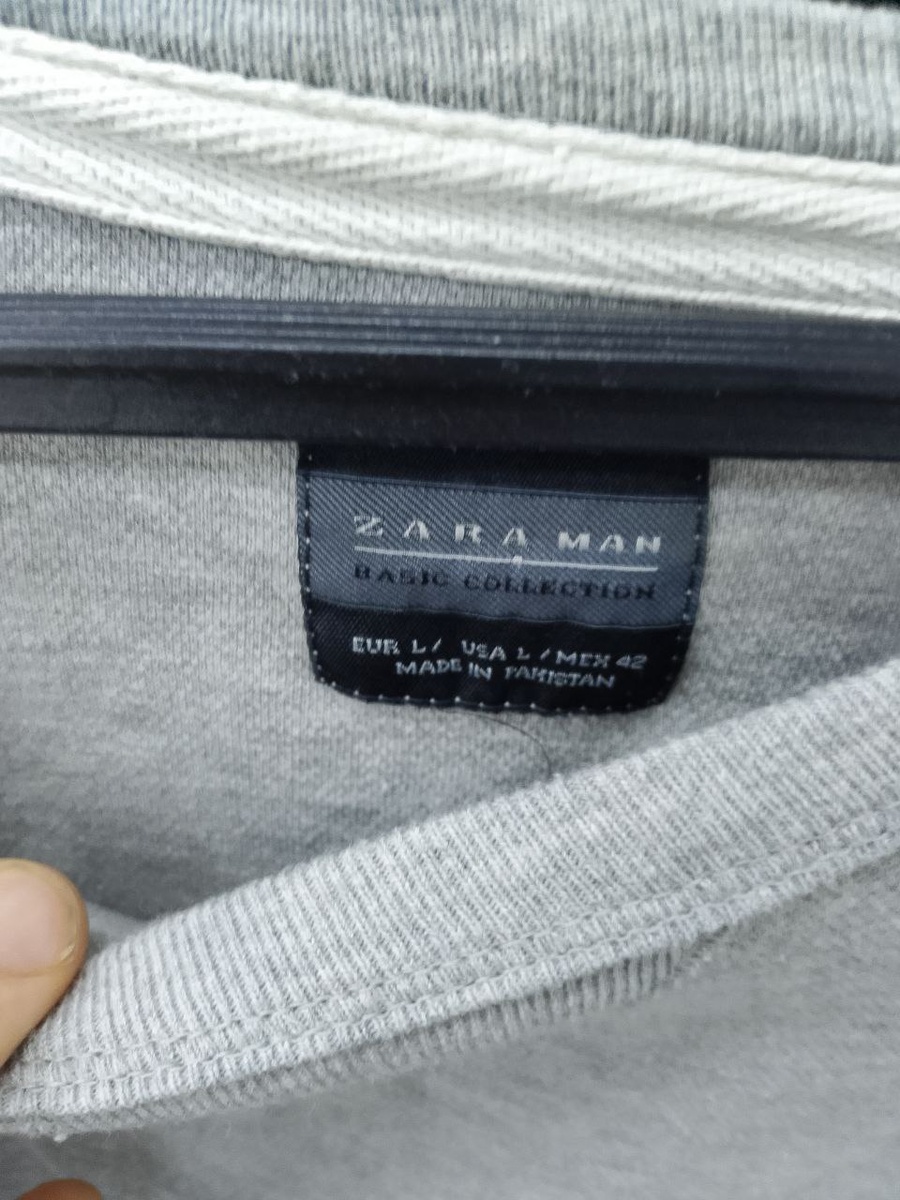 ZARA MAN
BASIC COLLECTION
EUR L / USA L / MEX 42
MADE IN PAKISTAN